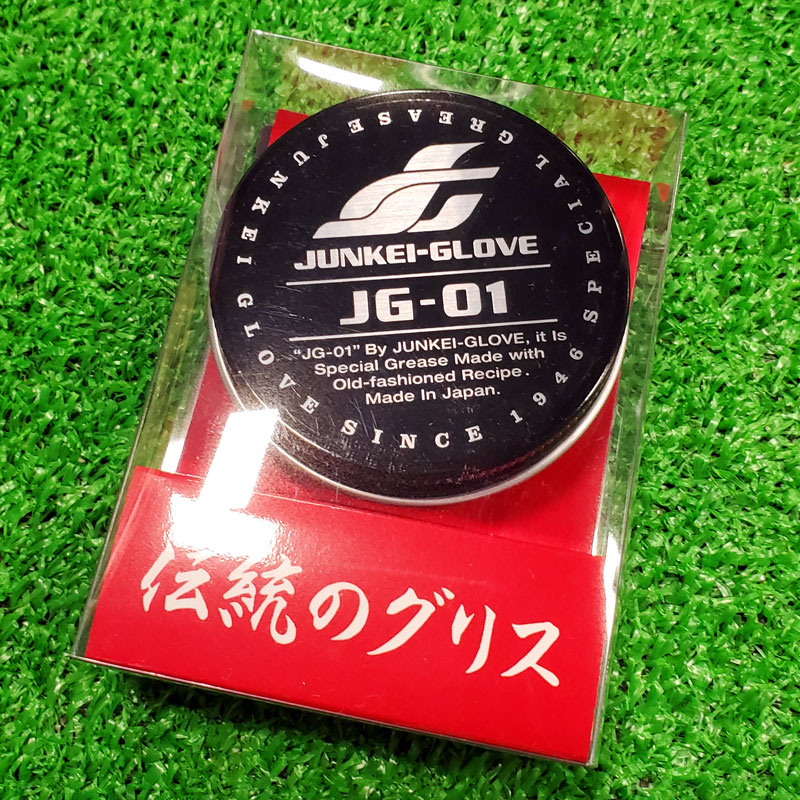 JUNKEI-GLOVE
JG-01
"JG-01" By JUNKEI-GLOVE, it Is
Special Grease Made with
Old-fashioned Recipe.
Made In Japan.
JUNKEI GLOVE SINCE 1946 SPECIAL GREASE
伝統のグリス